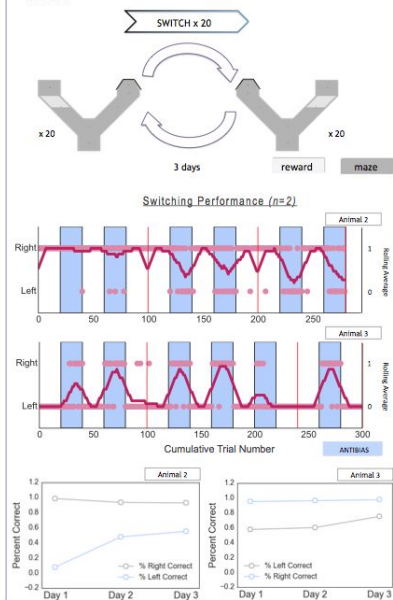 SWITCH x 20
x 20
x 20
3 days
reward
maze
Switching Performance (n=2)
Animal 2
Right
Left
1
0
Rolling Average
0 50 100 150 200 250
Animal 3
Right
Left
1
0
Rolling Average
0 50 100 150 200 250 300
Cumulative Trial Number
ANTIBIAS
Animal 2
Percent Correct
1.2
1.0
0.8
0.6
0.4
0.2
0.0
−0.2
% Right Correct
% Left Correct
Day 1 Day 2 Day 3
Animal 3
Percent Correct
1.2
1.0
0.8
0.6
0.4
0.2
0.0
−0.2
% Left Correct
% Right Correct
Day 1 Day 2 Day 3